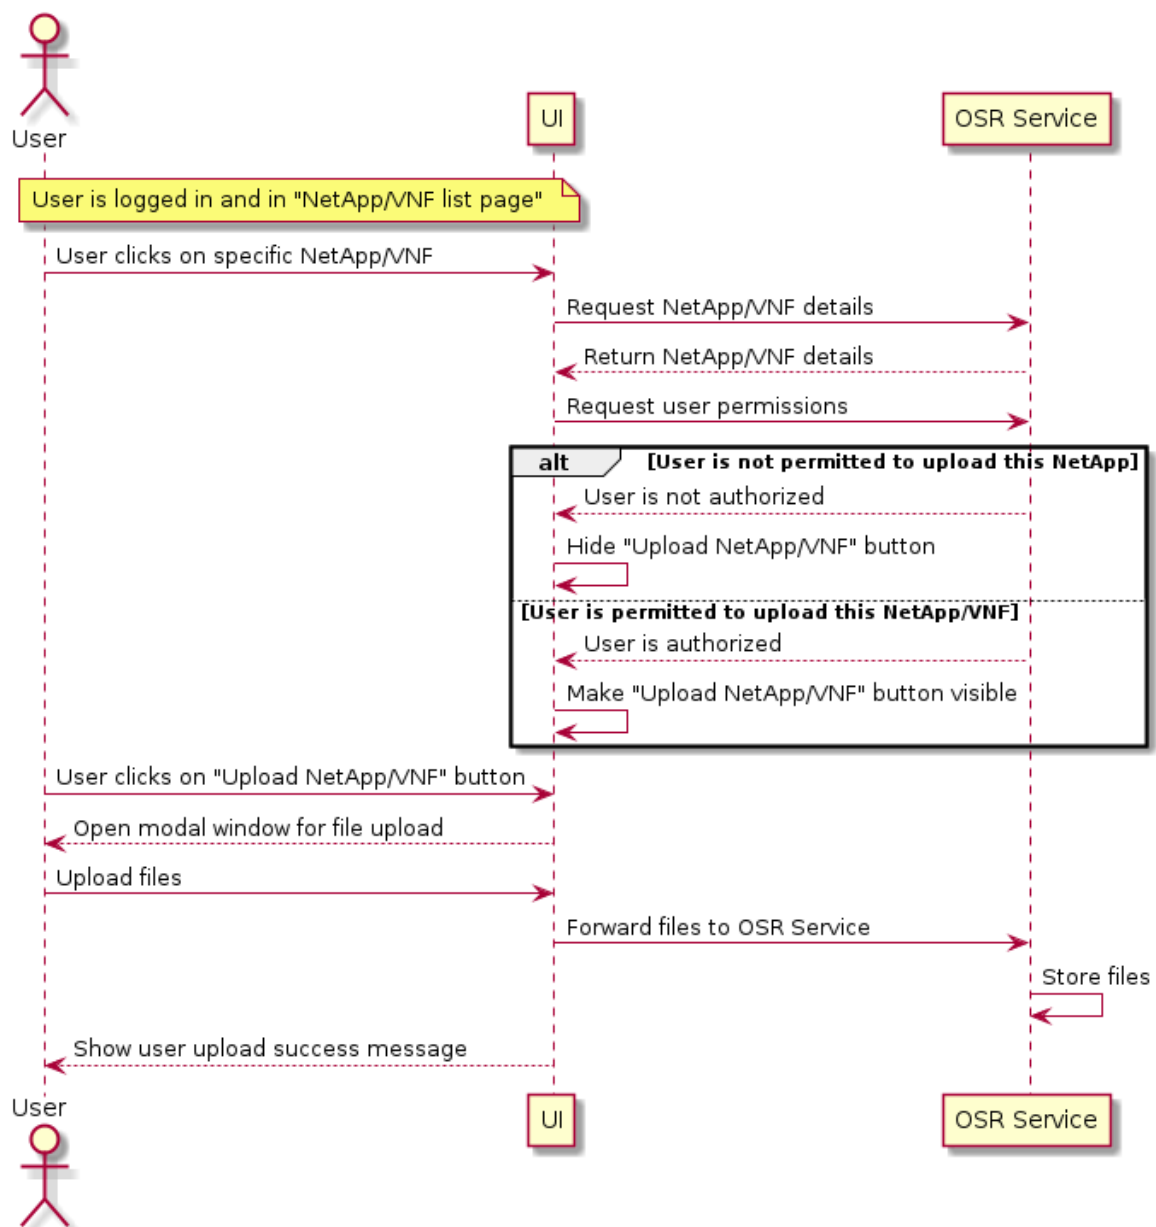 User
UI
OSR Service
User is logged in and in "NetApp/VNF list page"
User clicks on specific NetApp/VNF
Request NetApp/VNF details
Return NetApp/VNF details
Request user permissions
alt
[User is not permitted to upload this NetApp]
User is not authorized
Hide "Upload NetApp/VNF" button
[User is permitted to upload this NetApp/VNF]
User is authorized
Make "Upload NetApp/VNF" button visible
User clicks on "Upload NetApp/VNF" button
Open modal window for file upload
Upload files
Forward files to OSR Service
Store files
Show user upload success message
User
UI
OSR Service